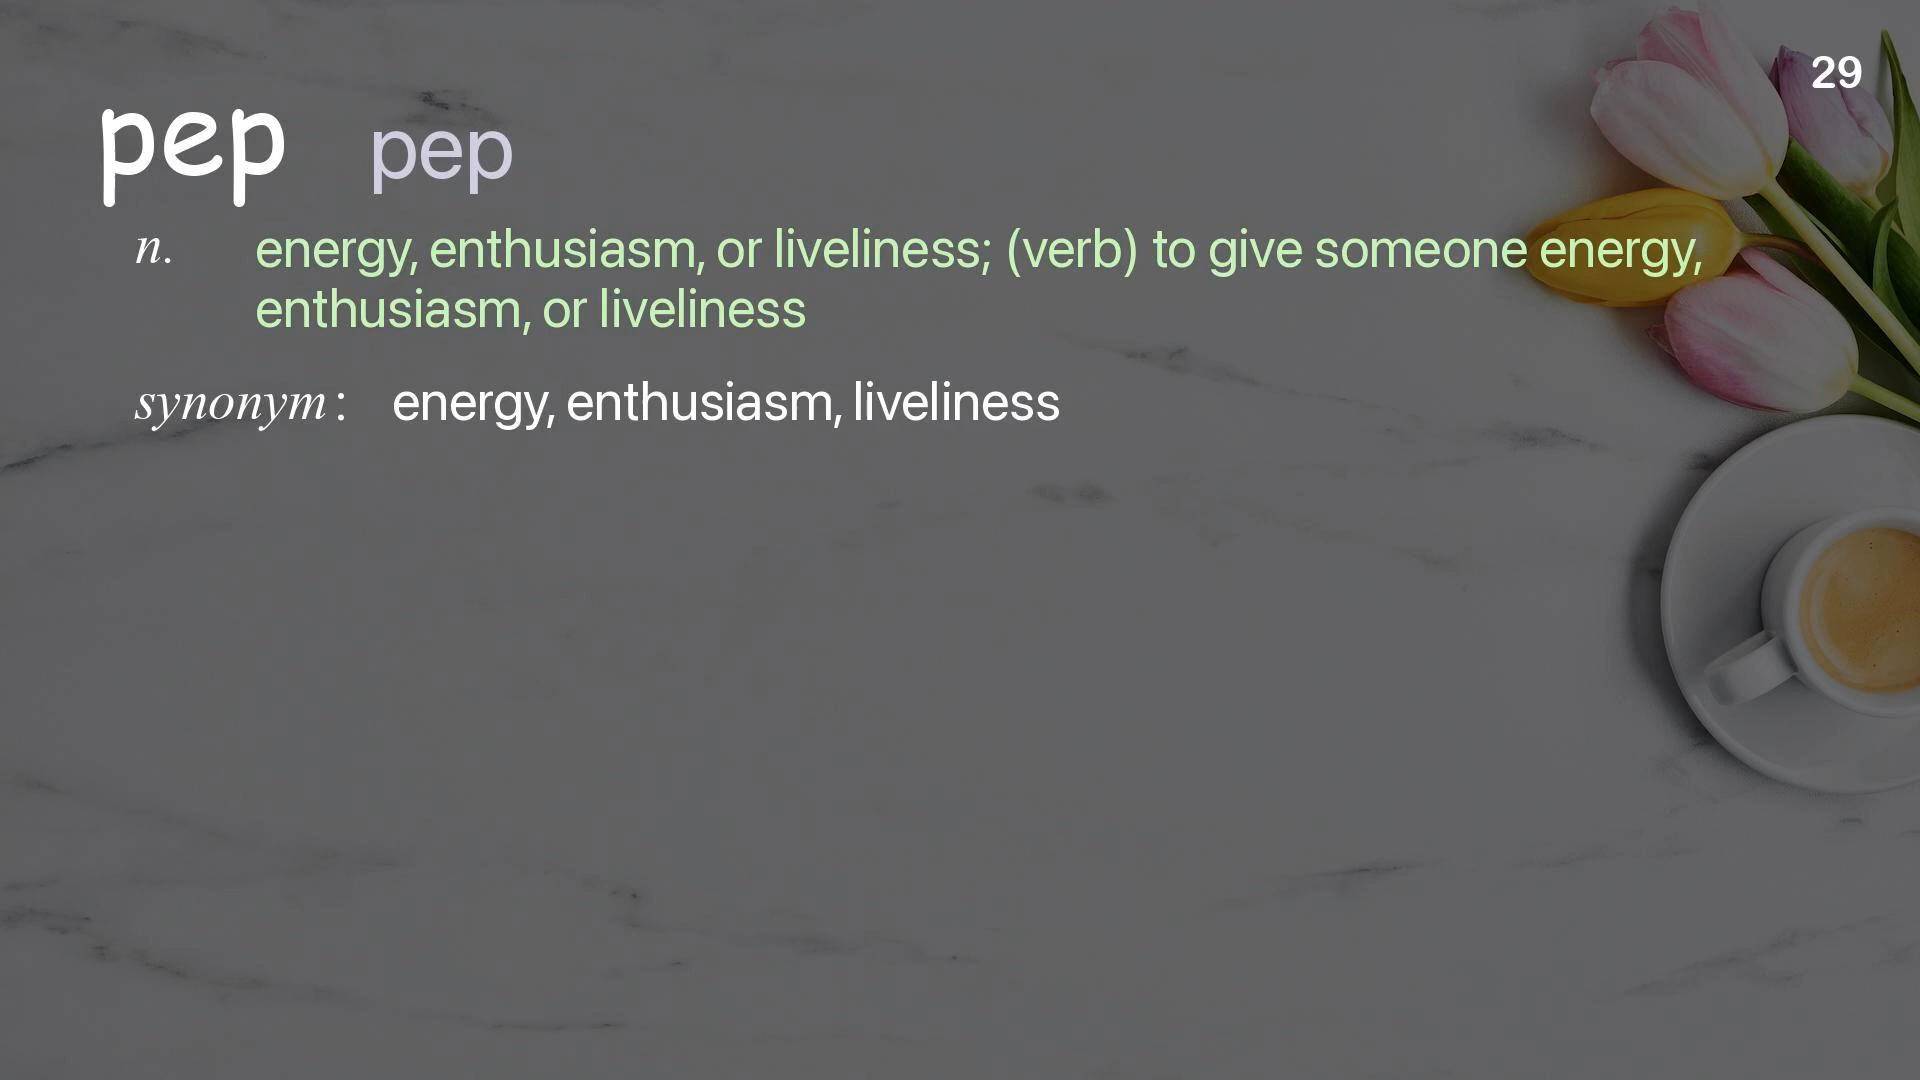 29
pep pep
n. energy, enthusiasm, or liveliness; (verb) to give someone energy,
enthusiasm, or liveliness
synonym: energy, enthusiasm, liveliness